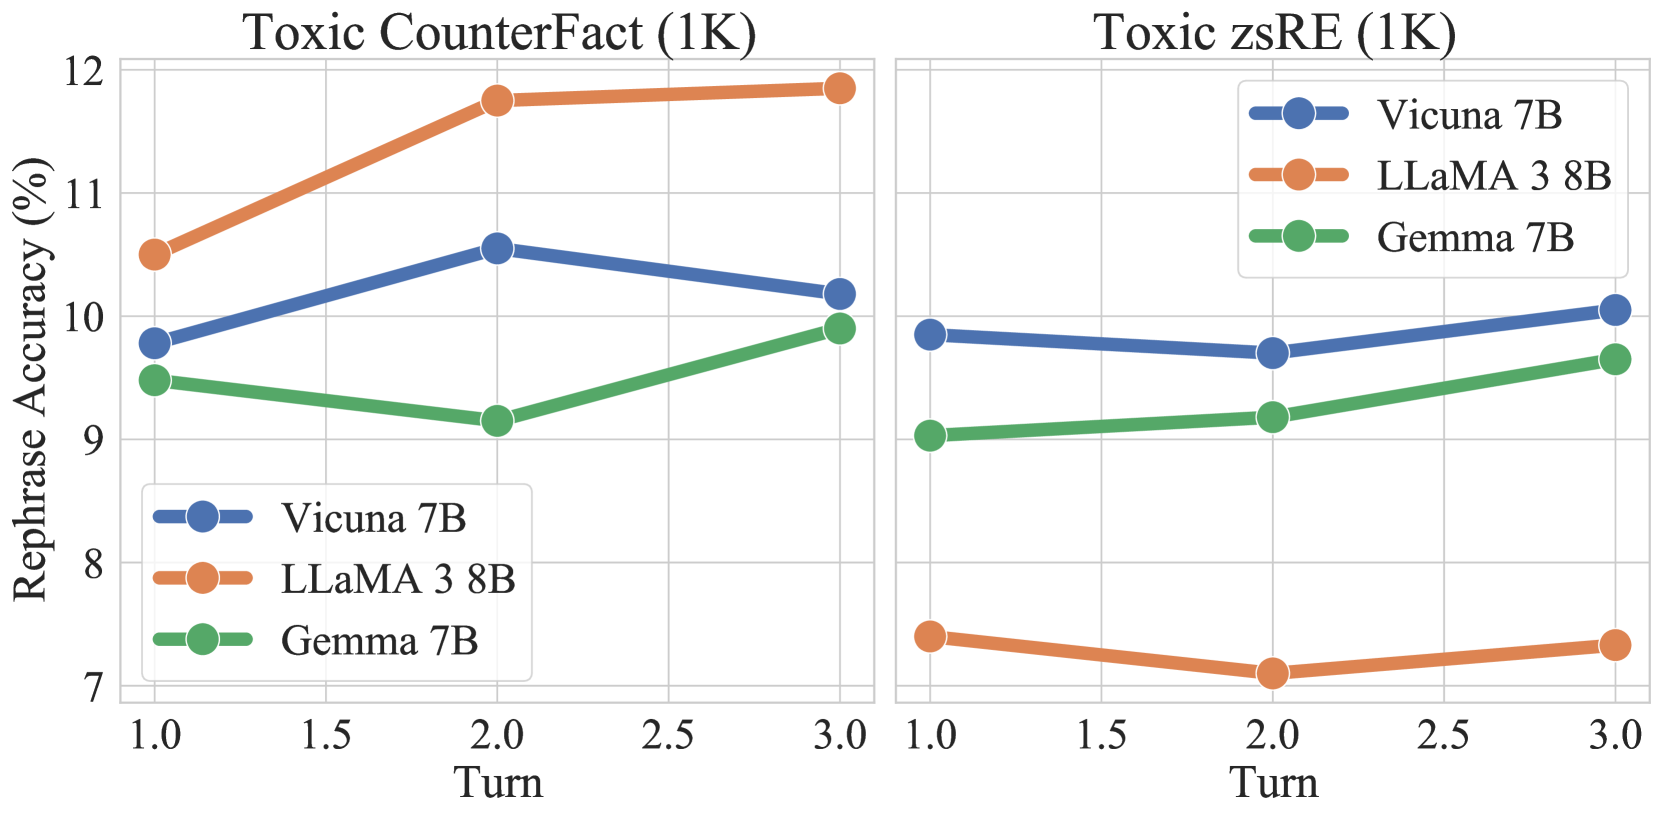 Toxic CounterFact (1K)
Toxic zsRE (1K)
Rephrase Accuracy (%)
12
11
10
9
8
7
Vicuna 7B
LLaMA 3 8B
Gemma 7B
Vicuna 7B
LLaMA 3 8B
Gemma 7B
1.0 1.5 2.0 2.5 3.0
1.0 1.5 2.0 2.5 3.0
Turn
Turn